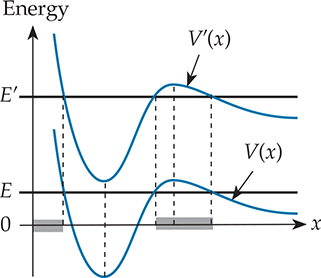 Energy
V′(x)
E′
V(x)
E
0
x